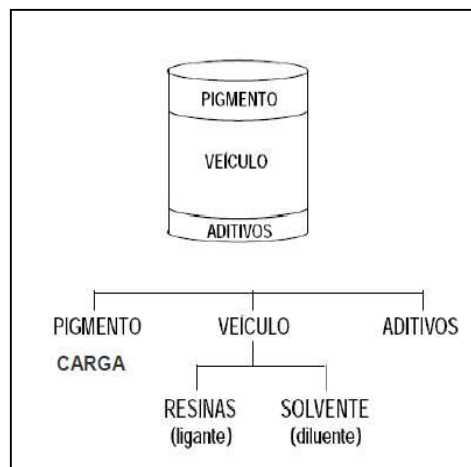 PIGMENTO
VEÍCULO
ADITIVOS
PIGMENTO VEÍCULO ADITIVOS
CARGA
RESINAS SOLVENTE
(ligante) (diluente)